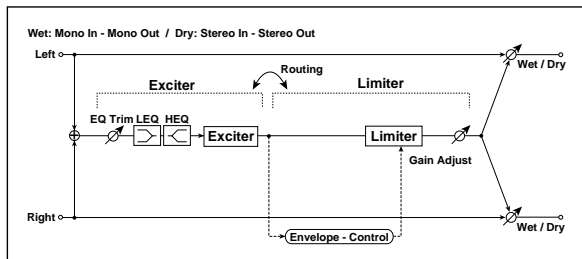 Wet: Mono In - Mono Out / Dry: Stereo In - Stereo Out
Left
Wet / Dry
Routing
Exciter
Limiter
EQ Trim
LEQ
HEQ
Exciter
Limiter
Gain Adjust
Right
Wet / Dry
Envelope - Control